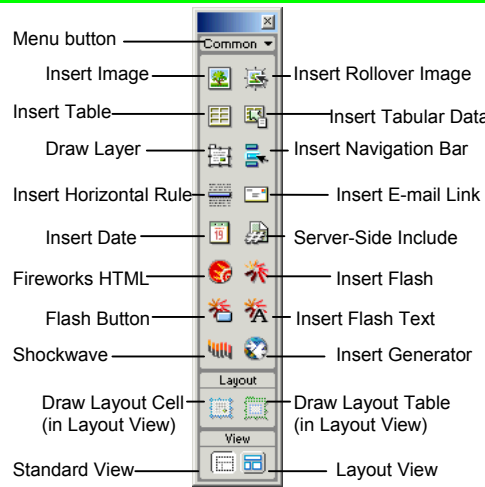 Menu button
Common
Insert Image
Insert Rollover Image
Insert Table
Insert Tabular Data
Draw Layer
Insert Navigation Bar
Insert Horizontal Rule
Insert E-mail Link
19
Insert Date
Server-Side Include
Fireworks HTML
Insert Flash
Flash Button
Insert Flash Text
Shockwave
Insert Generator
Layout
Draw Layout Cell
(in Layout View)
Draw Layout Table
(in Layout View)
View
Standard View
Layout View